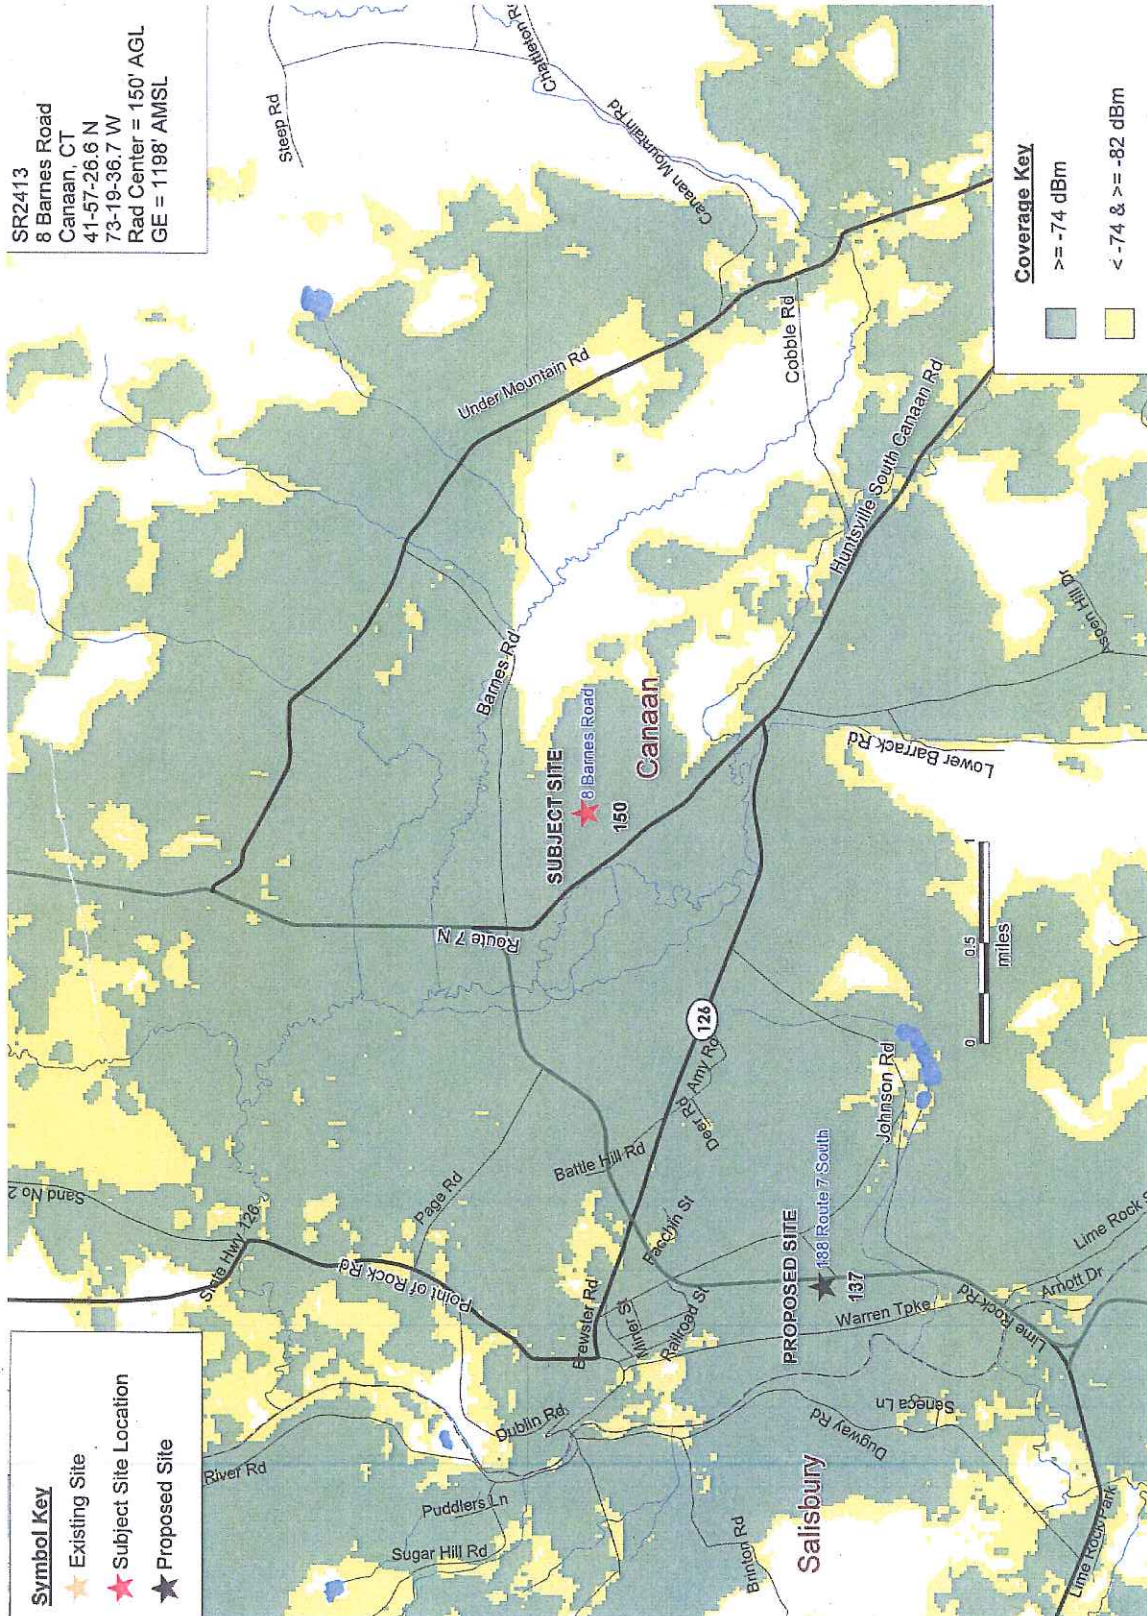 Symbol Key
Existing Site
Subject Site Location
Proposed Site
SR2413
8 Barnes Road
Canaan, CT
41-57-26.6 N
73-19-36.7 W
Rad Center = 150' AGL
GE = 1198' AMSL
Sand No 2
State Hwy 126
Point of Rock Rd
Page Rd
River Rd
Puddlers Ln
Sugar Hill Rd
Dublin Rd
Brewster Rd
Miner St
Railroad St
Facchin St
Battle Hill Rd
Deer Rd
Amy Rd
126
Route 7 N
Barnes Rd
Under Mountain Rd
Steep Rd
Chattleton R
Canaan Mountain Rd
Cobble Rd
Huntsville South Canaan Rd
SUBJECT SITE
8 Barnes Road
150
Canaan
Lower Barrack Rd
Aspen Hill Dr
Johnson Rd
PROPOSED SITE
188 Route 7 South
137
Warren Tpke
Lime Rock Rd
Arnott Dr
Lime Rock S
Seneca Ln
Dugway Rd
Brinton Rd
Salisbury
Lime Rock Park
0 0.5 1
miles
Coverage Key
>= -74 dBm
< -74 & >= -82 dBm